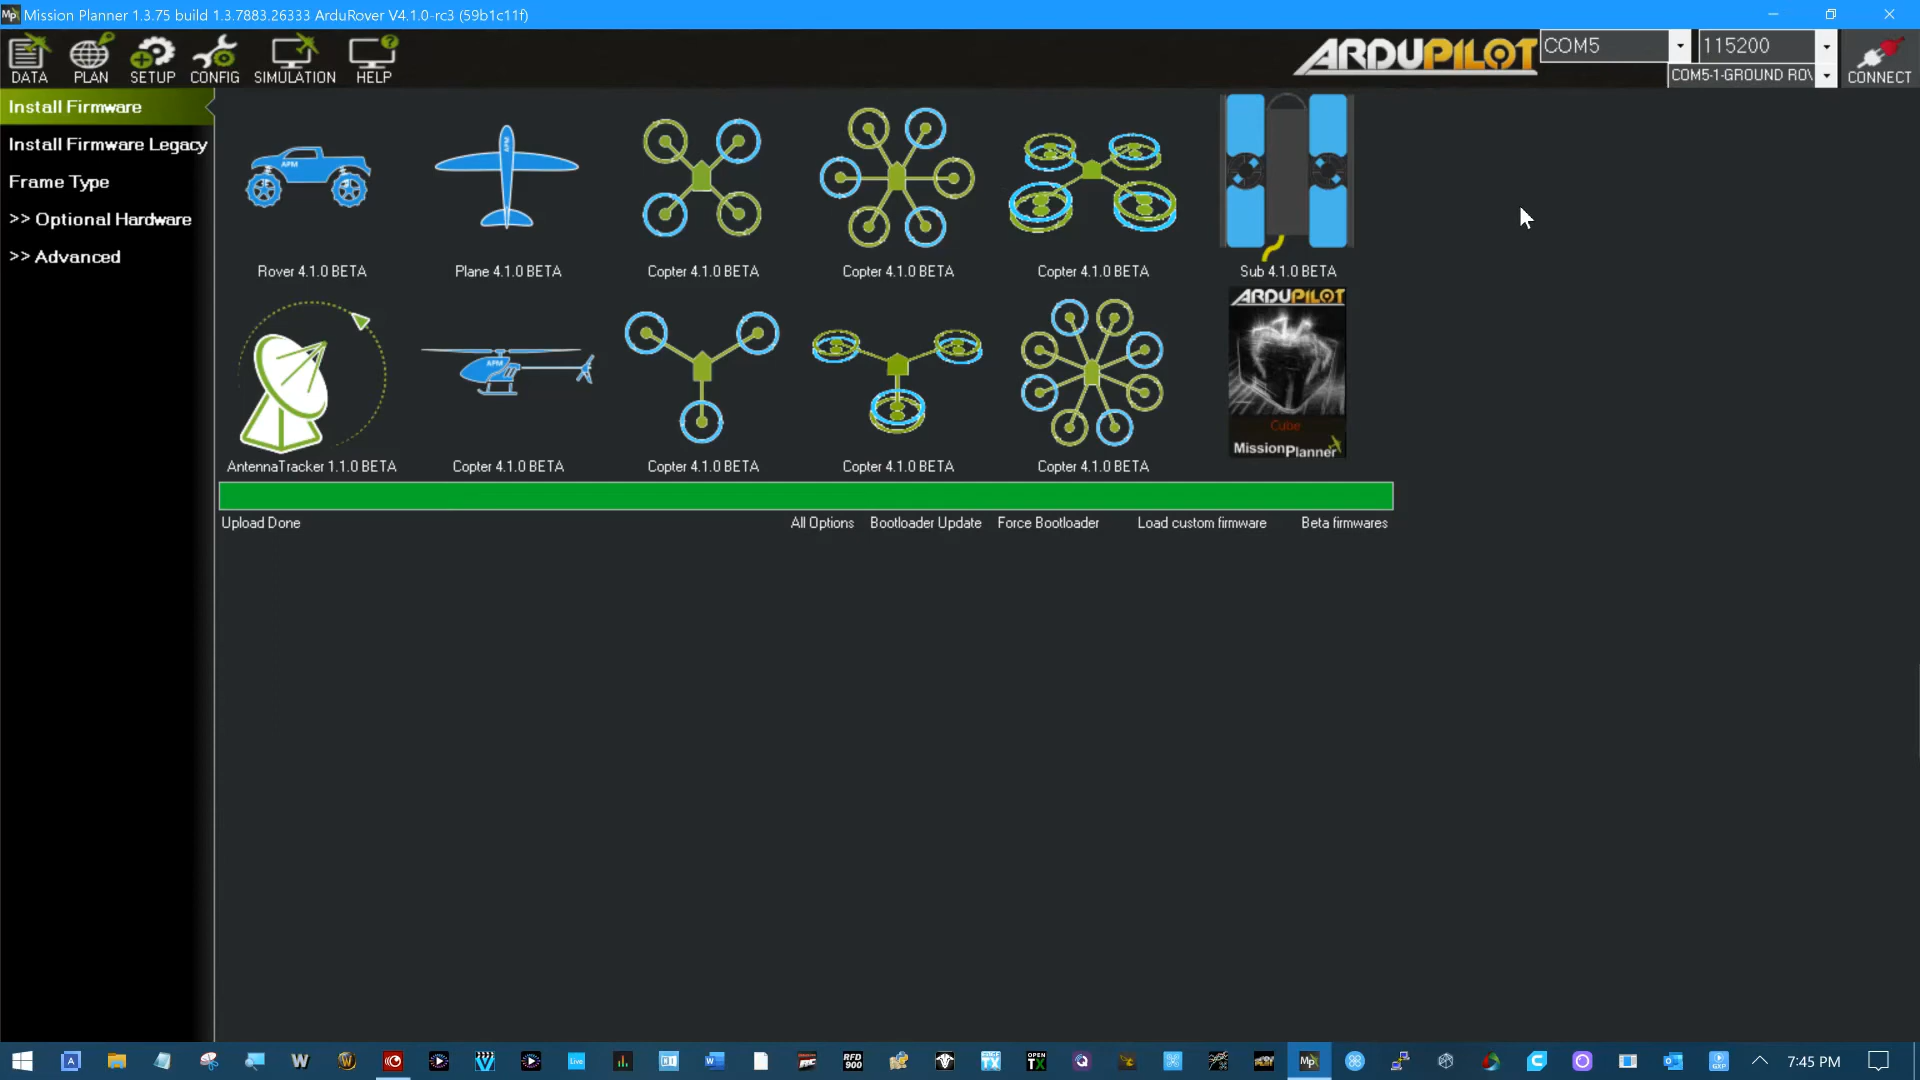 Mission Planner 1.3.75 build 1.3.7883.26333 ArduRover V4.1.0-rc3 (59b1c11f)
DATA PLAN SETUP CONFIG SIMULATION HELP
ARDUPILOT
COM5 115200
COM5-1-GROUND ROV
CONNECT
Install Firmware
Install Firmware Legacy
Frame Type
>> Optional Hardware
>> Advanced
APM
APM
Rover 4.1.0 BETA Plane 4.1.0 BETA Copter 4.1.0 BETA Copter 4.1.0 BETA Copter 4.1.0 BETA Sub 4.1.0 BETA
APM
ARDUPILOT
Cube
MissionPlanner
AntennaTracker 1.1.0 BETA Copter 4.1.0 BETA Copter 4.1.0 BETA Copter 4.1.0 BETA Copter 4.1.0 BETA
Upload Done All Options Bootloader Update Force Bootloader Load custom firmware Beta firmwares
7:45 PM